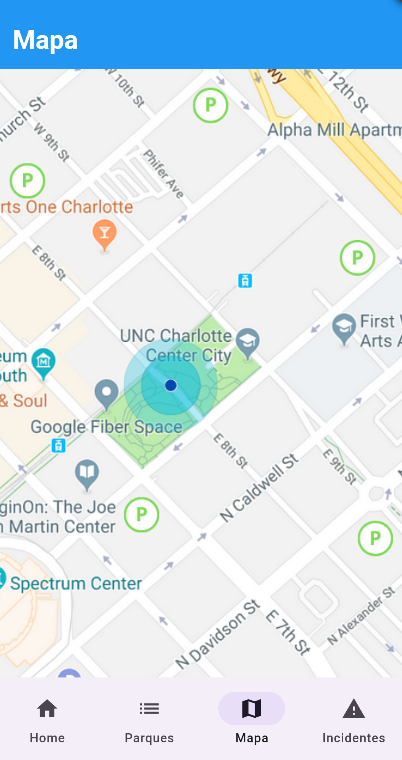 Mapa
W 10th St
E 12th St
hurch St
Alpha Mill Apartm
W 9th St
Phifer Ave
P
P
rts One Charlotte
E 8th St
P
UNC Charlotte
Center City
First
Arts A
eum
outh
& Soul
Google Fiber Space
E 8th St
E 9th St
N Caldwell St
ginOn: The Joe
Martin Center
P
P
Spectrum Center
N Davidson St
E 7th St
N Alexander St
Home
Parques
Mapa
Incidentes